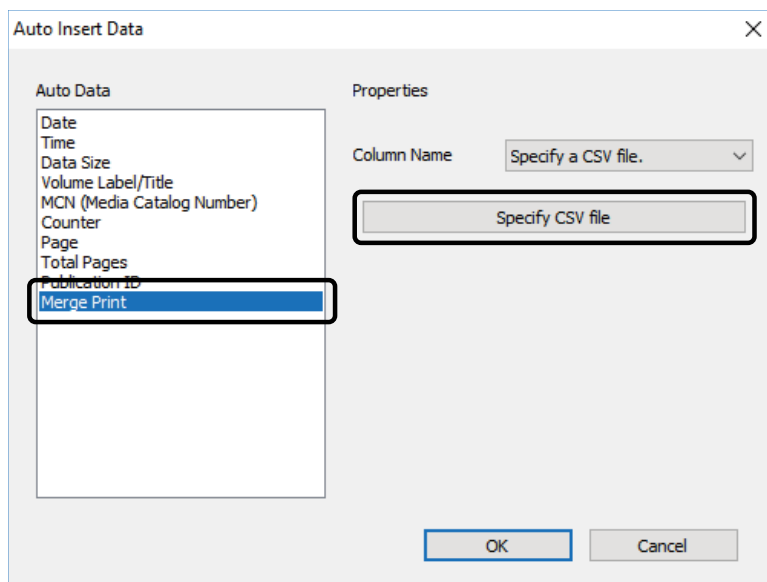 Auto Insert Data
Auto Data
Date
Time
Data Size
Volume Label/Title
MCN (Media Catalog Number)
Counter
Page
Total Pages
Publication ID
Merge Print
Properties
Column Name
Specify a CSV file.
Specify CSV file
OK
Cancel